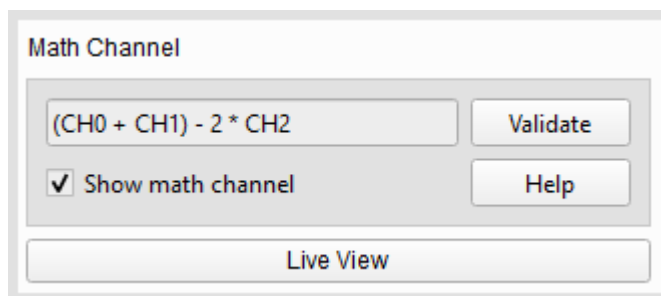 Math Channel
(CH0 + CH1) - 2 * CH2
Validate
Show math channel
Help
Live View